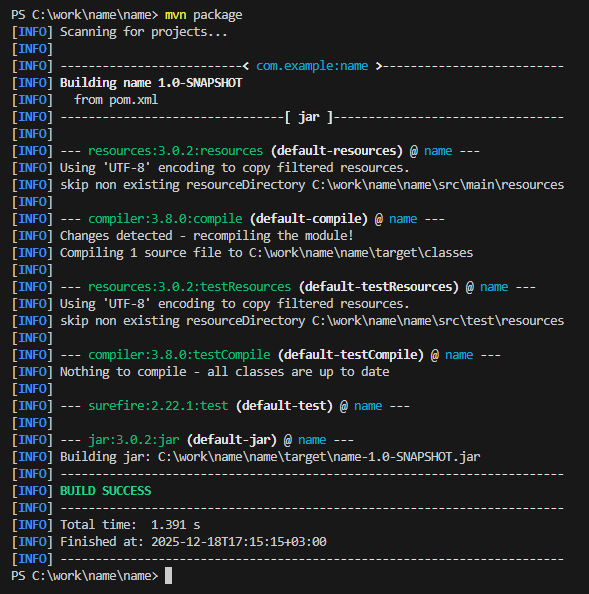 PS C:\work\name\name> mvn package
[INFO] Scanning for projects...
[INFO]
[INFO] --------------------------< com.example:name >--------------------------
[INFO] Building name 1.0-SNAPSHOT
[INFO]   from pom.xml
[INFO] --------------------------------[ jar ]---------------------------------
[INFO]
[INFO] --- resources:3.0.2:resources (default-resources) @ name ---
[INFO] Using 'UTF-8' encoding to copy filtered resources.
[INFO] skip non existing resourceDirectory C:\work\name\name\src\main\resources
[INFO]
[INFO] --- compiler:3.8.0:compile (default-compile) @ name ---
[INFO] Changes detected - recompiling the module!
[INFO] Compiling 1 source file to C:\work\name\name\target\classes
[INFO]
[INFO] --- resources:3.0.2:testResources (default-testResources) @ name ---
[INFO] Using 'UTF-8' encoding to copy filtered resources.
[INFO] skip non existing resourceDirectory C:\work\name\name\src\test\resources
[INFO]
[INFO] --- compiler:3.8.0:testCompile (default-testCompile) @ name ---
[INFO] Nothing to compile - all classes are up to date
[INFO]
[INFO] --- surefire:2.22.1:test (default-test) @ name ---
[INFO]
[INFO] --- jar:3.0.2:jar (default-jar) @ name ---
[INFO] Building jar: C:\work\name\name\target\name-1.0-SNAPSHOT.jar
[INFO] ------------------------------------------------------------------------
[INFO] BUILD SUCCESS
[INFO] ------------------------------------------------------------------------
[INFO] Total time:  1.391 s
[INFO] Finished at: 2025-12-18T17:15:15+03:00
[INFO] ------------------------------------------------------------------------
PS C:\work\name\name>